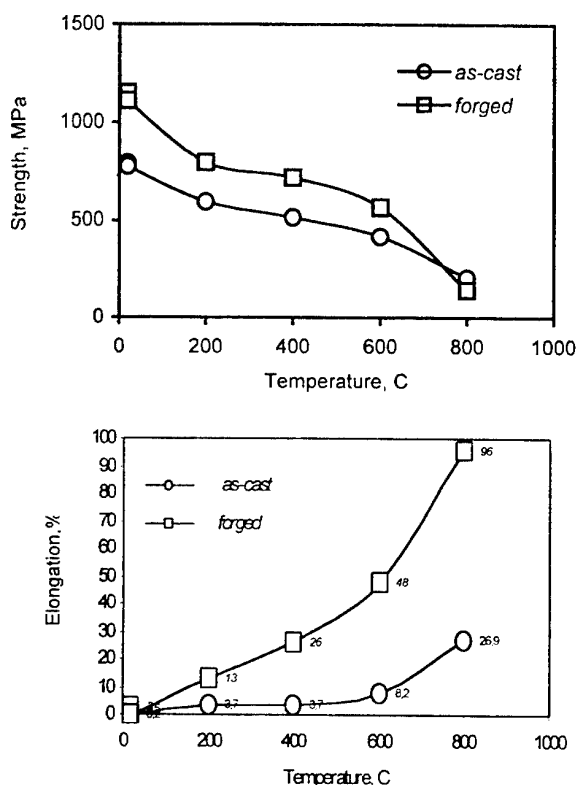 1500
1000
500
0
Strength, MPa
as-cast
forged
0 200 400 600 800 1000
Temperature, C
100
90
80
70
60
50
40
30
20
10
0
Elongation, %
as-cast
forged
96
48
26
13
3,7 3,7 8,2 26,9
0 200 400 600 800 1000
Temperature, C